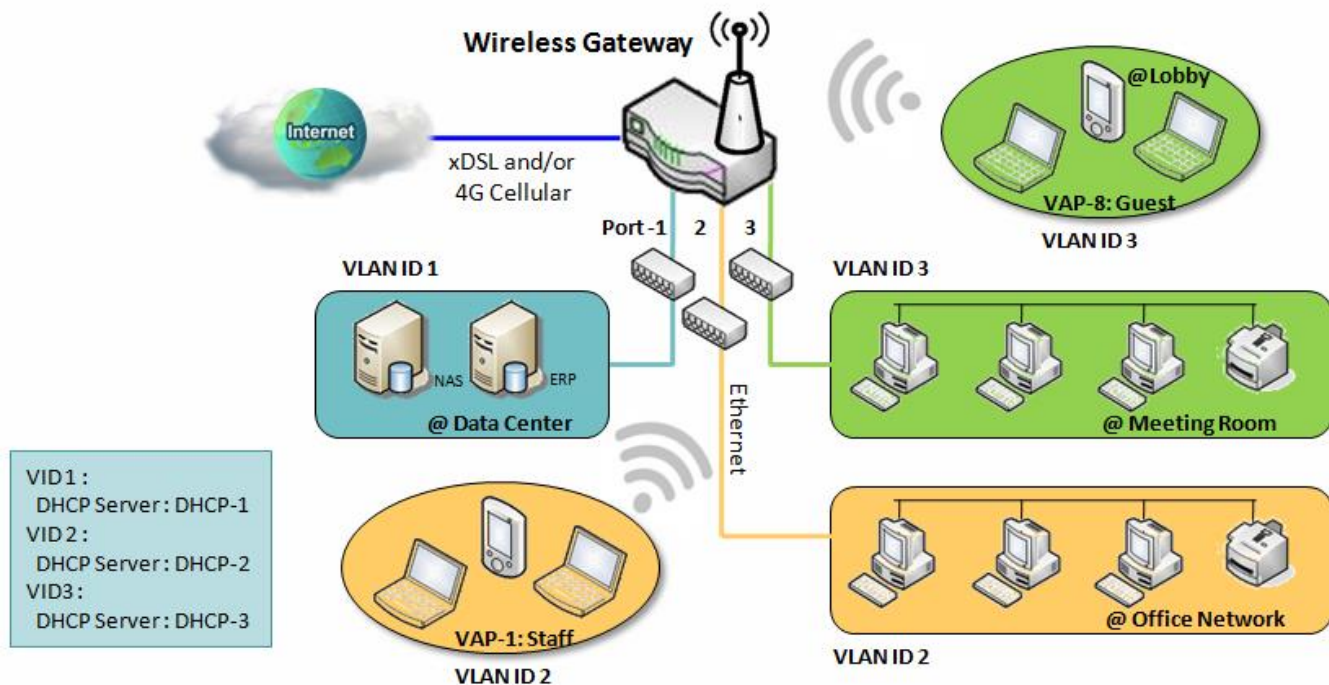 Wireless Gateway
@Lobby
Internet
xDSL and/or
4G Cellular
VAP-8: Guest
VLAN ID 3
Port -1 2 3
VLAN ID 1
VLAN ID 3
NAS
ERP
@ Data Center
Ethernet
@ Meeting Room
VID1 :
DHCP Server : DHCP-1
VID2 :
DHCP Server : DHCP-2
VID3:
DHCP Server : DHCP-3
VAP-1: Staff
VLAN ID 2
@ Office Network
VLAN ID 2